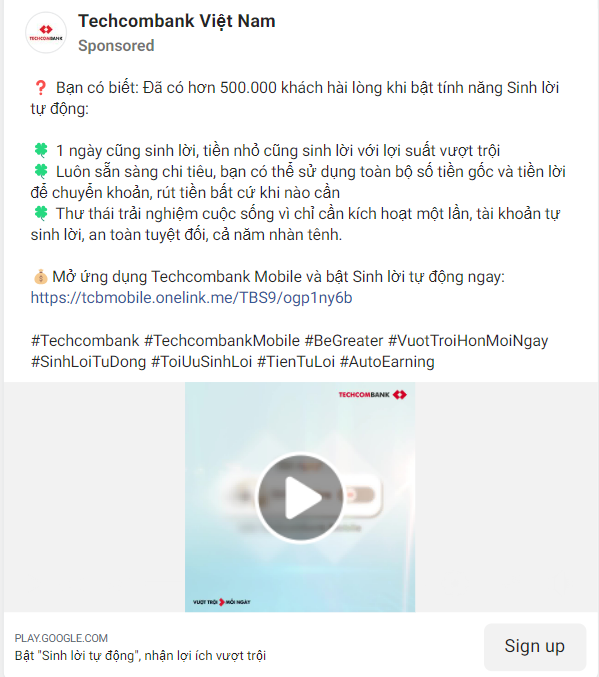 TECHCOMBANK
Techcombank Việt Nam
Sponsored
❓ Bạn có biết: Đã có hơn 500.000 khách hài lòng khi bật tính năng Sinh lời
tự động:
🍀 1 ngày cũng sinh lời, tiền nhỏ cũng sinh lời với lợi suất vượt trội
🍀 Luôn sẵn sàng chi tiêu, bạn có thể sử dụng toàn bộ số tiền gốc và tiền lời
để chuyển khoản, rút tiền bất cứ khi nào cần
🍀 Thư thái trải nghiệm cuộc sống vì chỉ cần kích hoạt một lần, tài khoản tự
sinh lời, an toàn tuyệt đối, cả năm nhàn tênh.
💰Mở ứng dụng Techcombank Mobile và bật Sinh lời tự động ngay:
https://tcbmobile.onelink.me/TBS9/ogp1ny6b
#Techcombank #TechcombankMobile #BeGreater #VuotTroiHonMoiNgay
#SinhLoiTuDong #ToiUuSinhLoi #TienTuLoi #AutoEarning
TECHCOMBANK
VƯỢT TRỘI MỖI NGÀY
PLAY.GOOGLE.COM
Bật "Sinh lời tự động", nhận lợi ích vượt trội
Sign up